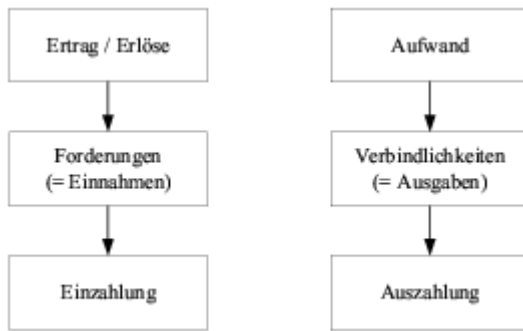 Ertrag / Erlöse
Aufwand
Forderungen
(= Einnahmen)
Verbindlichkeiten
(= Ausgaben)
Einzahlung
Auszahlung